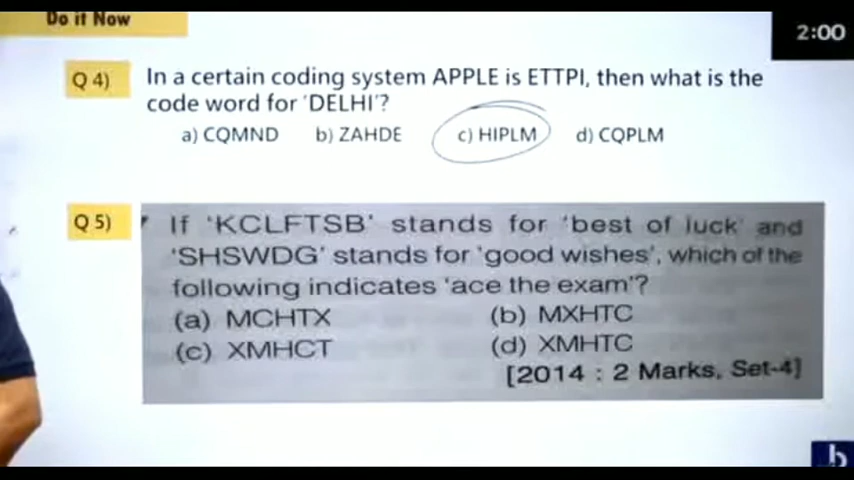 Do it Now
2:00
Q 4) In a certain coding system APPLE is ETTPI, then what is the
code word for 'DELHI'?
a) CQMND b) ZAHDE c) HIPLM d) CQPLM
Q 5) If 'KCLFTSB' stands for 'best of luck' and
'SHSWDG' stands for 'good wishes', which of the
following indicates 'ace the exam'?
(a) MCHTX (b) MXHTC
(c) XMHCT (d) XMHTC
[2014 : 2 Marks, Set-4]
b